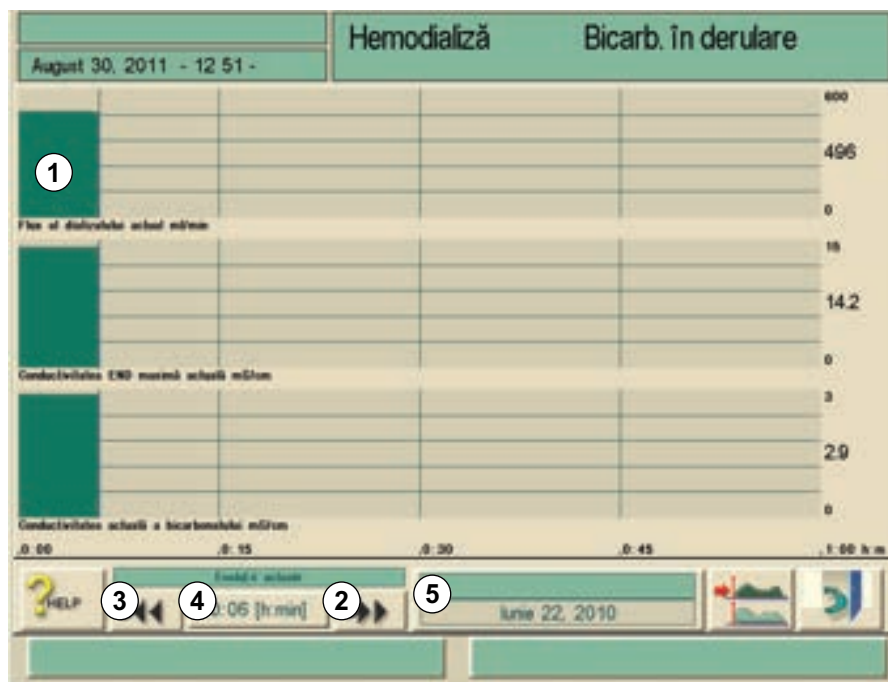 Hemodializă Bicarb. în derulare
August 30, 2011 - 12 51 -
600
496
0
1
Flux al dializatului actual ml/min
16
14.2
0
Conductivitatea END maximă actuală mS/cm
3
2.9
0
Conductivitatea actuală a bicarbonatului mS/cm
0:00 0:15 0:30 0:45 1:00 h:m
actuale
HELP 3 4 0:06 [h:min] 2 5
Iunie 22, 2010